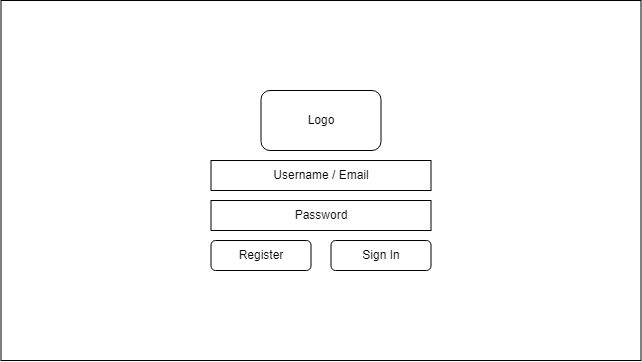 Logo
Username / Email
Password
Register
Sign In